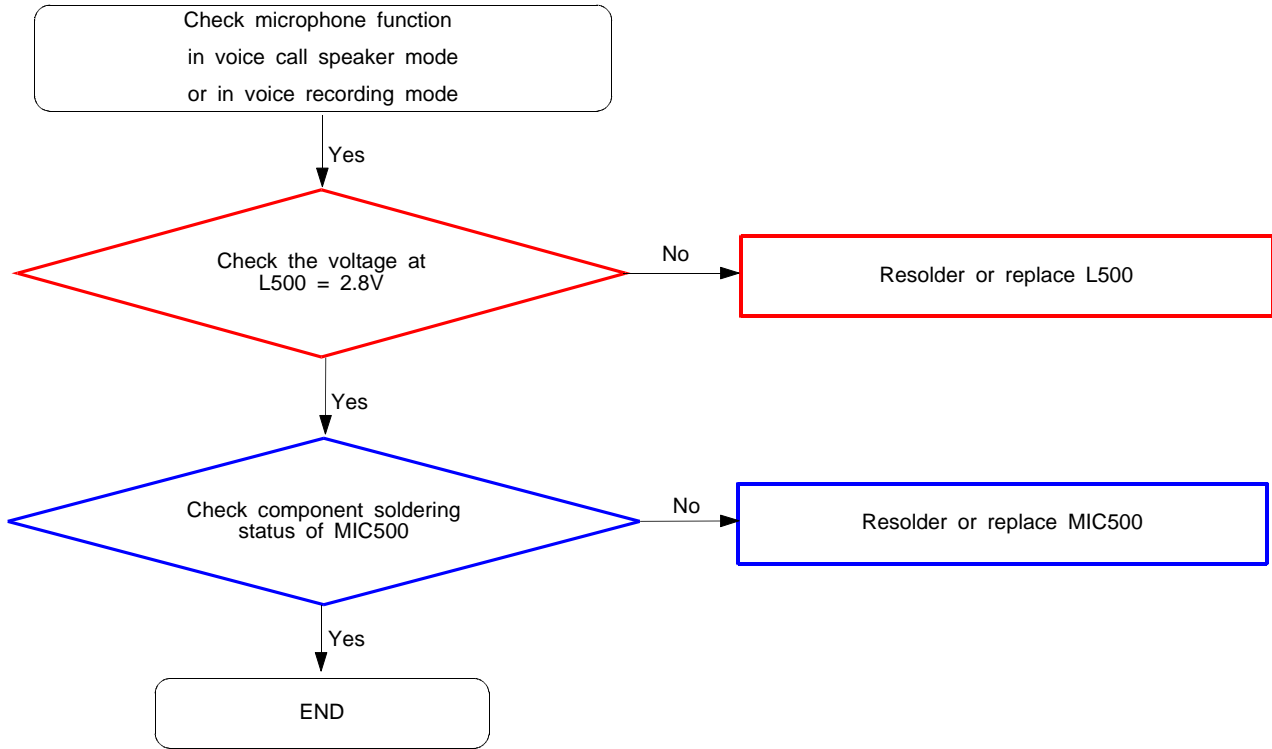 Check microphone function
in voice call speaker mode
or in voice recording mode
Yes
Check the voltage at
L500 = 2.8V
No
Resolder or replace L500
Yes
Check component soldering
status of MIC500
No
Resolder or replace MIC500
Yes
END